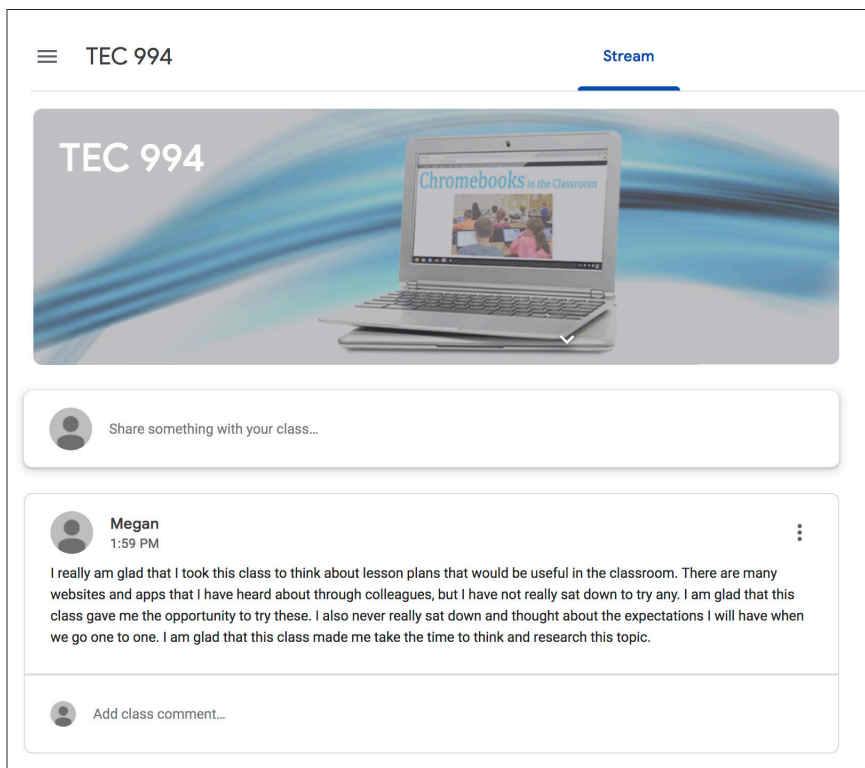 TEC 994
Stream
TEC 994
Chromebooks in the Classroom
Share something with your class...
Megan
1:59 PM
I really am glad that I took this class to think about lesson plans that would be useful in the classroom. There are many
websites and apps that I have heard about through colleagues, but I have not really sat down to try any. I am glad that this
class gave me the opportunity to try these. I also never really sat down and thought about the expectations I will have when
we go one to one. I am glad that this class made me take the time to think and research this topic.
Add class comment...